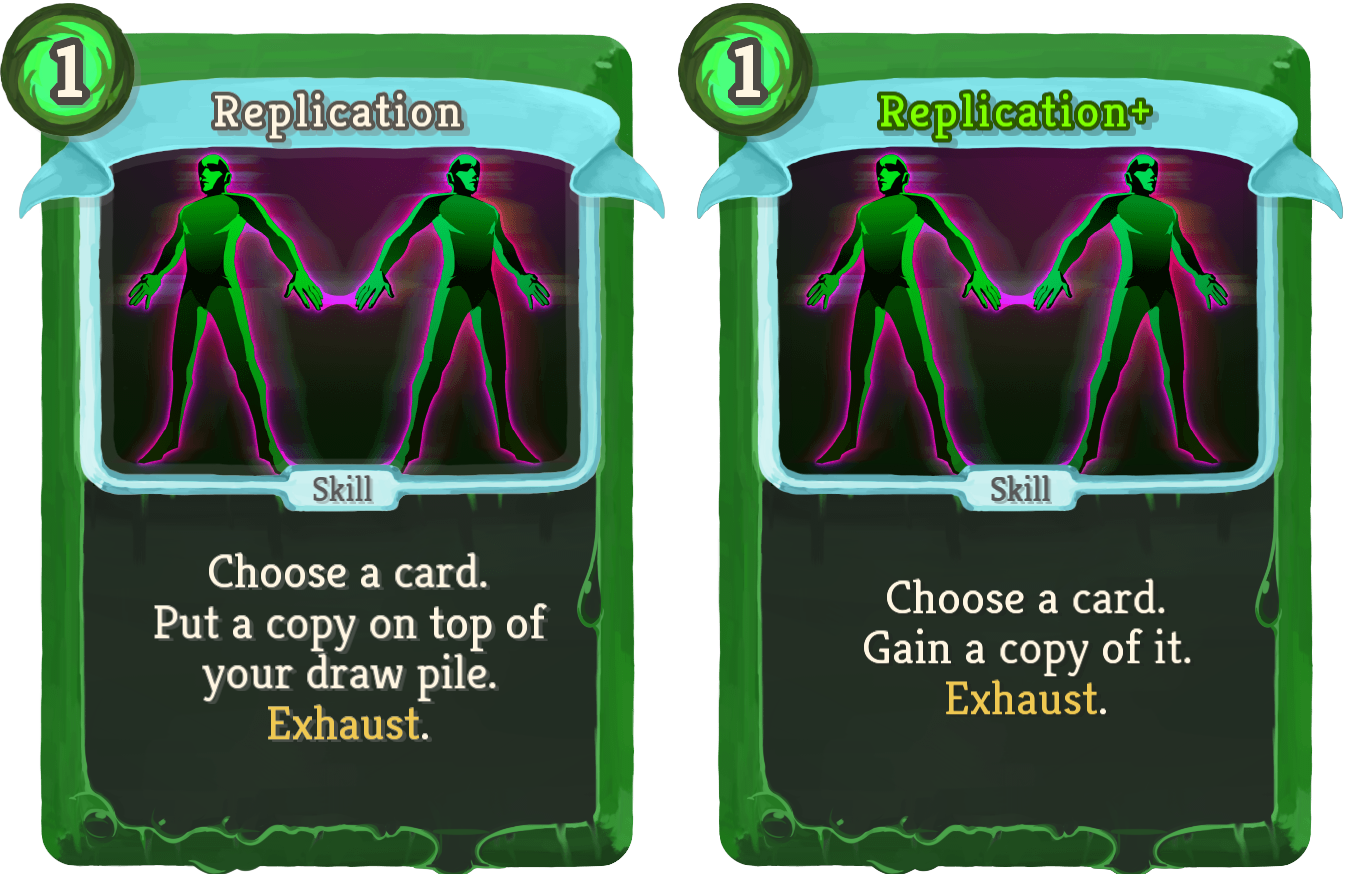 1
Replication
Skill
Choose a card.
Put a copy on top of
your draw pile.
Exhaust.
1
Replication+
Skill
Choose a card.
Gain a copy of it.
Exhaust.